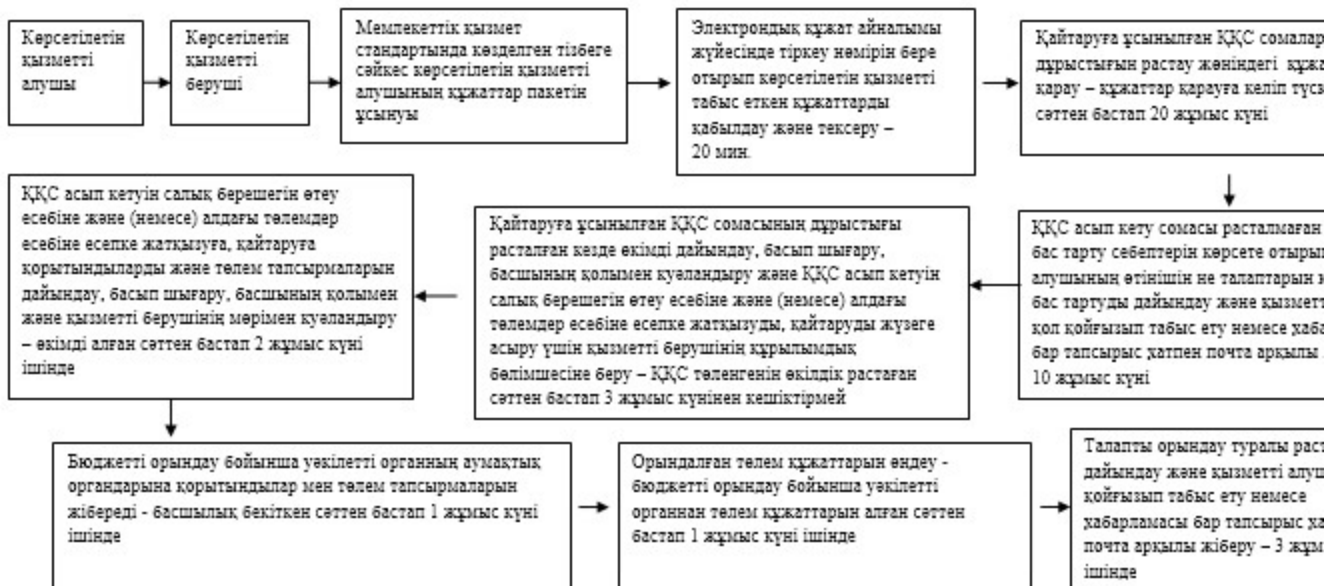 Көрсетілетін
қызметті
алушы
Көрсетілетін
қызметті
беруші
Мемлекеттік қызмет
стандартында көзделген тізбеге
сәйкес көрсетілетін қызметті
алушының құжаттар пакетін
ұсынуы
Электрондық құжат айналымы
жүйесінде тіркеу нөмірін бере
отырып көрсетілетін қызметті
табыс еткен құжаттарды
қабылдау және тексеру –
20 мин.
Қайтаруға ұсынылған ҚҚС сомалар
дұрыстығын растау жөніндегі
қарау – құжаттар қарауға келіп
сәттен бастап 20 жұмыс күні
ҚҚС асып кету сомасы расталмаған
бас тарту себептерін көрсете
алушының өтінішін не талаптарын
бас тартуды дайындау және
қол қойғызып табыс ету немесе
бар тапсырыс хатпен почта арқылы
10 жұмыс күні
Қайтаруға ұсынылған ҚҚС сомасының дұрыстығы
расталған кезде өкімді дайындау, басып шығару,
басшының қолымен куәландыру және ҚҚС асып кетуін
салық берешегін өтеу есебіне және (немесе) алдағы
төлемдер есебіне есепке жатқызуды, қайтаруды жүзеге
асыру үшін қызметті берушінің құрылымдық
бөлімшесіне беру – ҚҚС төленгенін өкілдік растаған
сәттен бастап 3 жұмыс күнінен кешіктірмей
ҚҚС асып кетуін салық берешегін өтеу
есебіне және (немесе) алдағы төлемдер
есебіне есепке жатқызуға, қайтаруға
қорытындыларды және төлем тапсырмаларын
дайындау, басып шығару, басшының қолымен
және қызметті берушінің мөрімен куәландыру
– өкімді алған сәттен бастап 2 жұмыс күні
ішінде
Бюджетті орындау бойынша уәкілетті органның аумақтық
органдарына қорытындылар мен төлем тапсырмаларын
жібереді - басшылық бекіткен сәттен бастап 1 жұмыс күні
ішінде
Орындалған төлем құжаттарын өңдеу -
бюджетті орындау бойынша уәкілетті
органнан төлем құжаттарын алған сәттен
бастап 1 жұмыс күні ішінде
Талапты орындау туралы
дайындау және қызметті
қойғызып табыс ету немесе
хабарламасы бар тапсырыс
почта арқылы жіберу – 3
ішінде